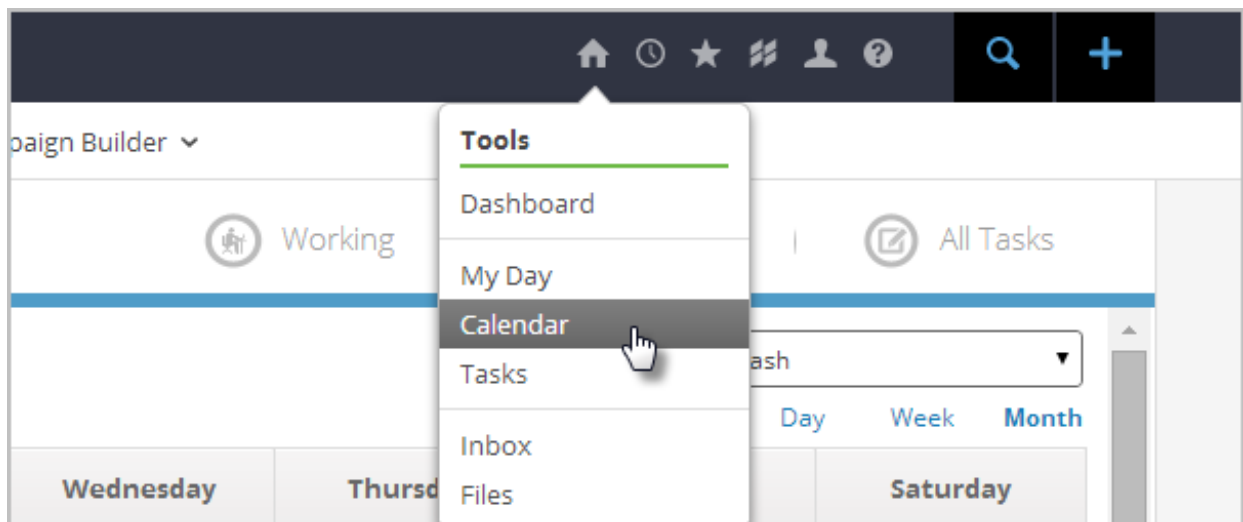 paign Builder
Tools
Dashboard
Working
All Tasks
My Day
Calendar
ash
Tasks
Day Week Month
Inbox
Wednesday Thursd Saturday
Files